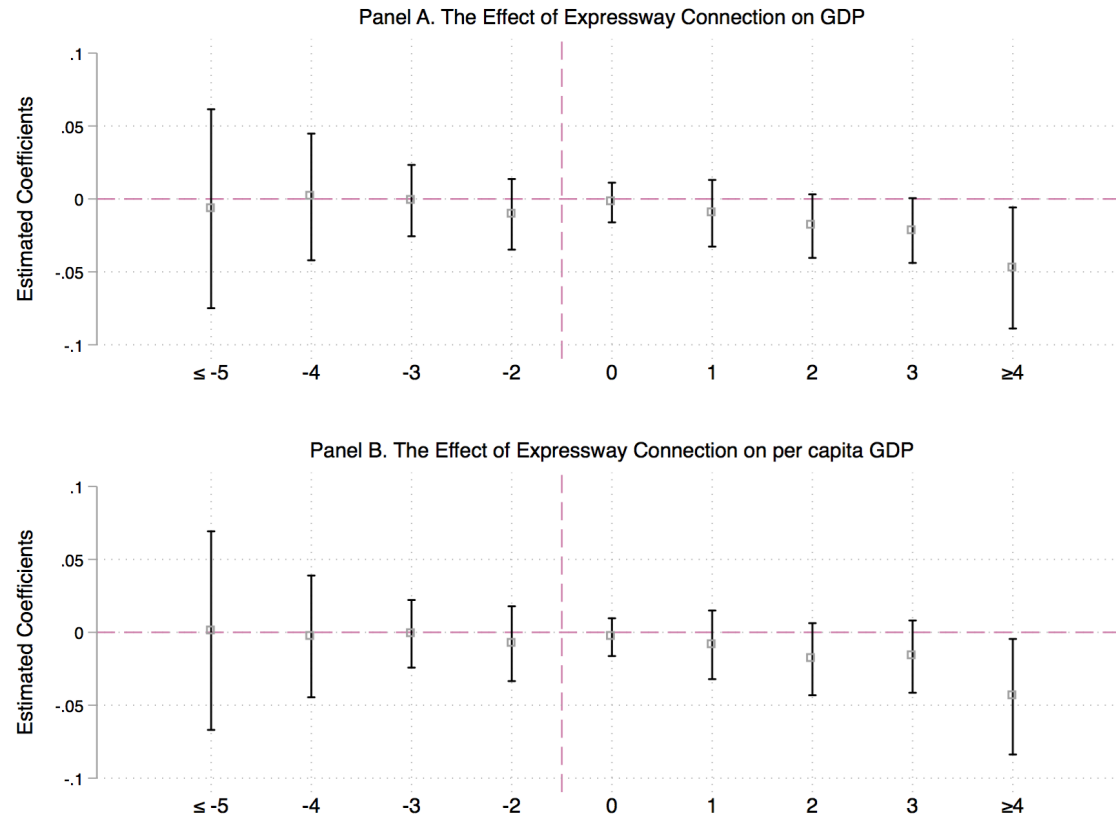 Panel A. The Effect of Expressway Connection on GDP
.1
.05
0
-.05
-.1
Estimated Coefficients
≤ -5 -4 -3 -2 0 1 2 3 ≥4
Panel B. The Effect of Expressway Connection on per capita GDP
.1
.05
0
-.05
-.1
Estimated Coefficients
≤ -5 -4 -3 -2 0 1 2 3 ≥4